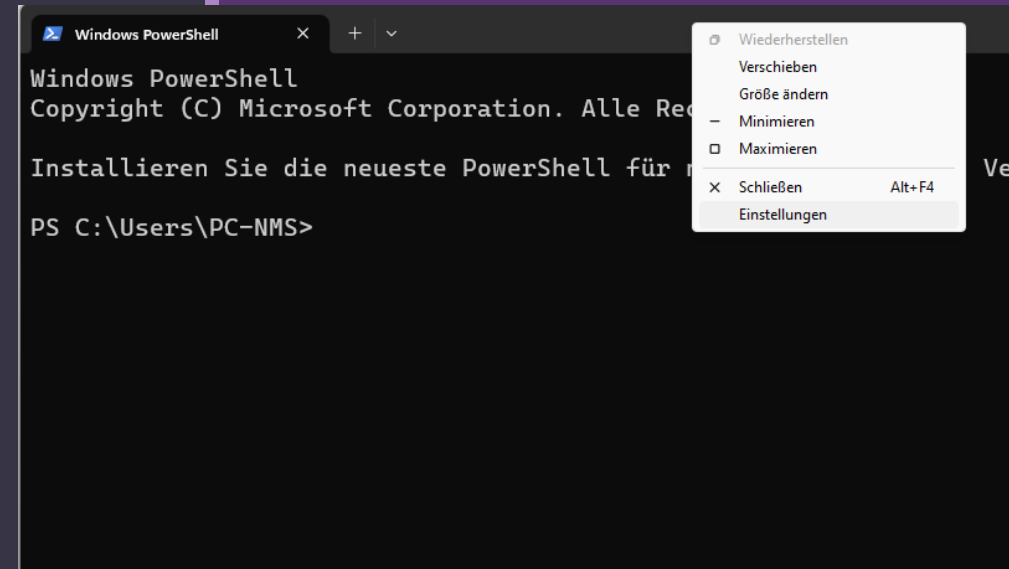 Windows PowerShell
Windows PowerShell
Copyright (C) Microsoft Corporation. Alle
Installieren Sie die neueste PowerShell für
PS C:\Users\PC-NMS>
Wiederherstellen
Verschieben
Größe ändern
Minimieren
Maximieren
Schließen Alt+F4
Einstellungen